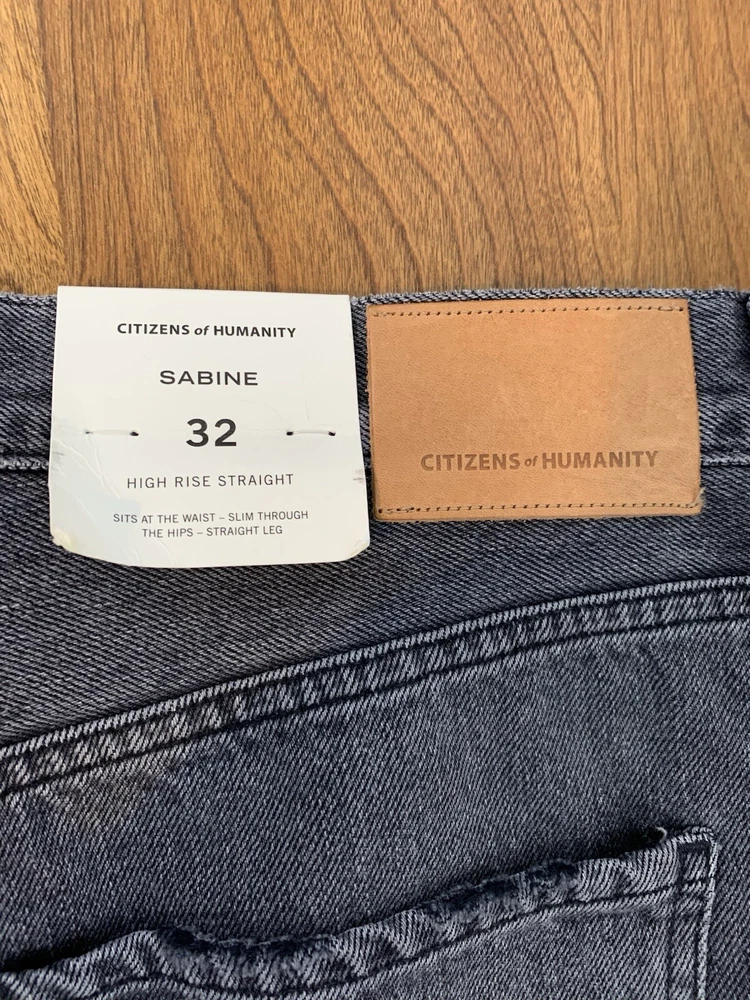 CITIZENS of HUMANITY
SABINE
32
HIGH RISE STRAIGHT
SITS AT THE WAIST – SLIM THROUGH
THE HIPS – STRAIGHT LEG
CITIZENS of HUMANITY